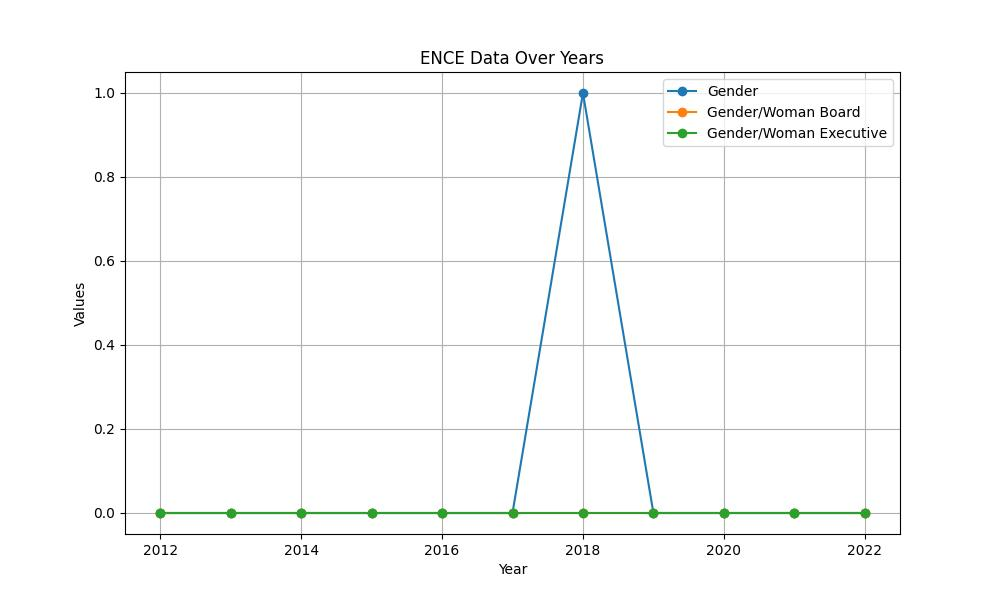 ENCE Data Over Years
Gender
Gender/Woman Board
Gender/Woman Executive
1.0
0.8
0.6
0.4
0.2
0.0
Values
2012 2014 2016 2018 2020 2022
Year